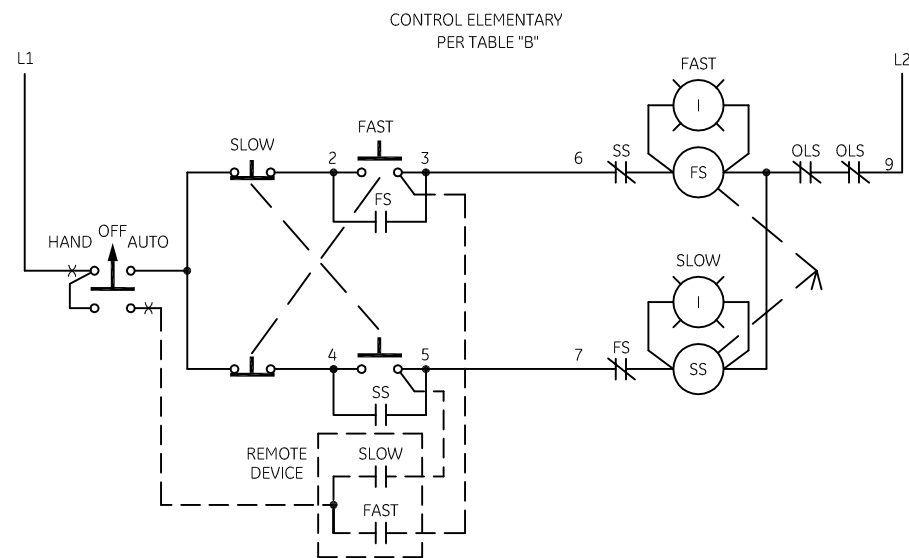 CONTROL ELEMENTARY
PER TABLE "B"
L1
L2
FAST
I
SLOW
FAST
2
3
6
SS
FS
OLS
OLS
9
FS
HAND
OFF
AUTO
SLOW
I
4
5
7
FS
SS
SS
REMOTE
DEVICE
SLOW
FAST